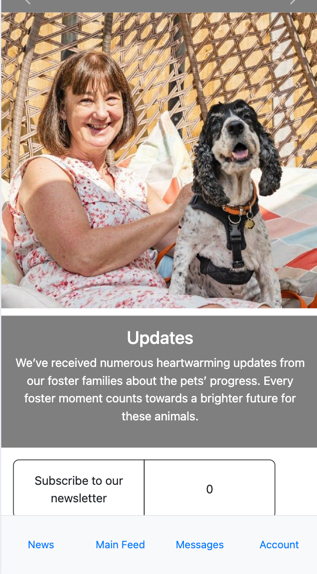 Updates
We’ve received numerous heartwarming updates from
our foster families about the pets’ progress. Every
foster moment counts towards a brighter future for
these animals.
Subscribe to our
newsletter
0
News
Main Feed
Messages
Account